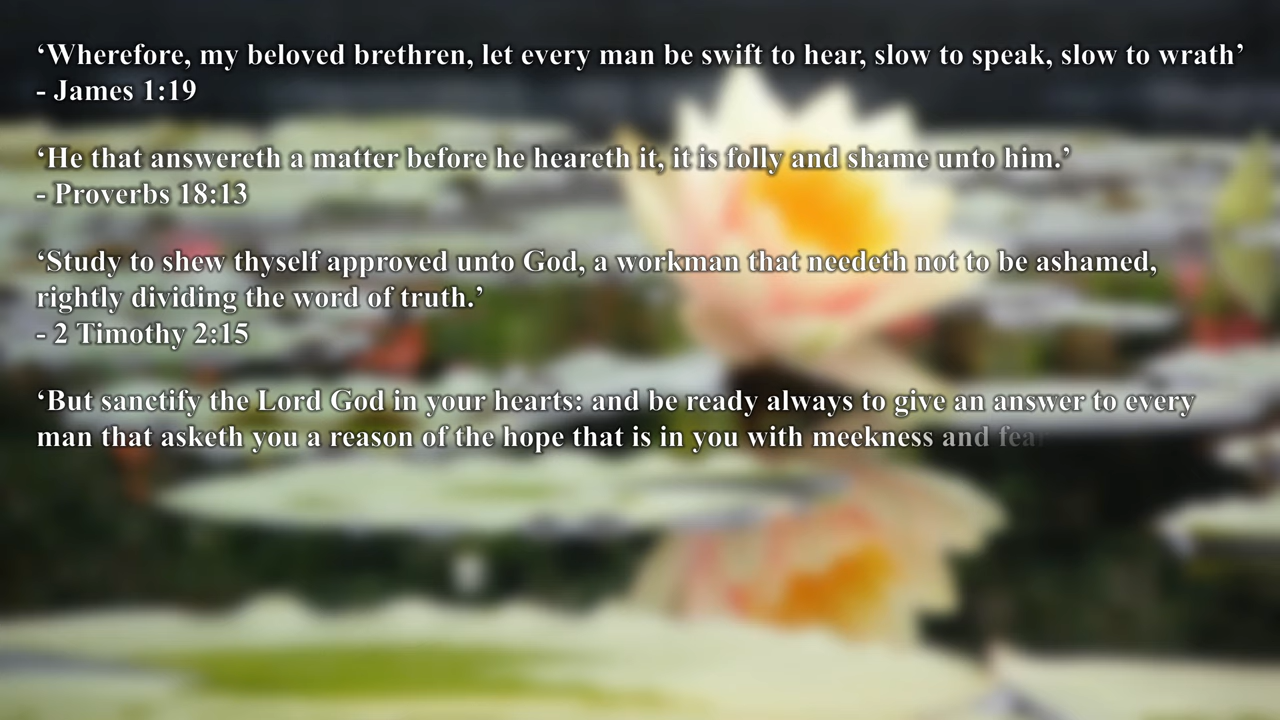 ‘Wherefore, my beloved brethren, let every man be swift to hear, slow to speak, slow to wrath’
- James 1:19
‘He that answereth a matter before he heareth it, it is folly and shame unto him.’
- Proverbs 18:13
‘Study to shew thyself approved unto God, a workman that needeth not to be ashamed,
rightly dividing the word of truth.’
- 2 Timothy 2:15
‘But sanctify the Lord God in your hearts: and be ready always to give an answer to every
man that asketh you a reason of the hope that is in you with meekness and fear